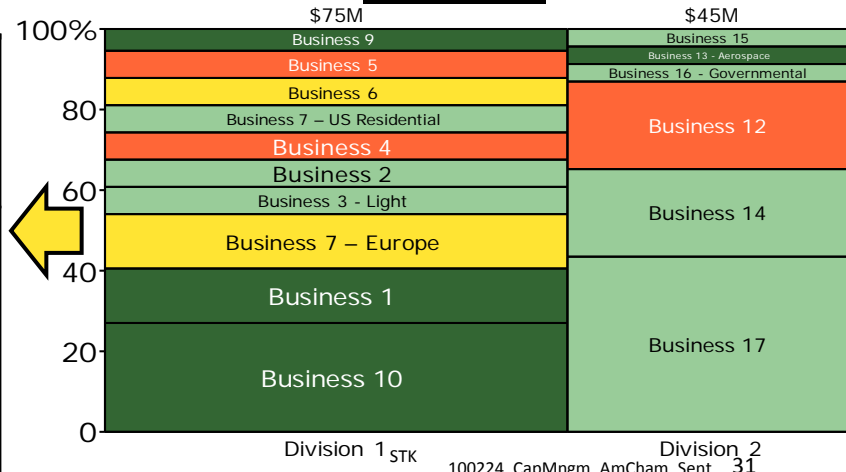 $75M $45M
100%
80
60
40
20
0
Business 9
Business 5
Business 6
Business 7 – US Residential
Business 4
Business 2
Business 3 - Light
Business 7 – Europe
Business 1
Business 10
Business 15
Business 13 - Aerospace
Business 16 - Governmental
Business 12
Business 14
Business 17
Division 1 STK
Division 2
100224_CapMngm_AmCham_Sent 31